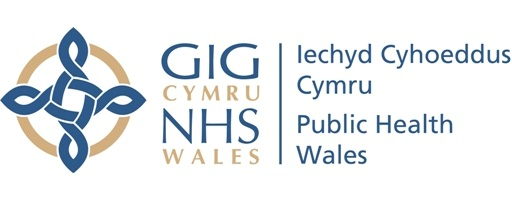 GIG
CYMRU
NHS
WALES
Iechyd Cyhoeddus
Cymru
Public Health
Wales